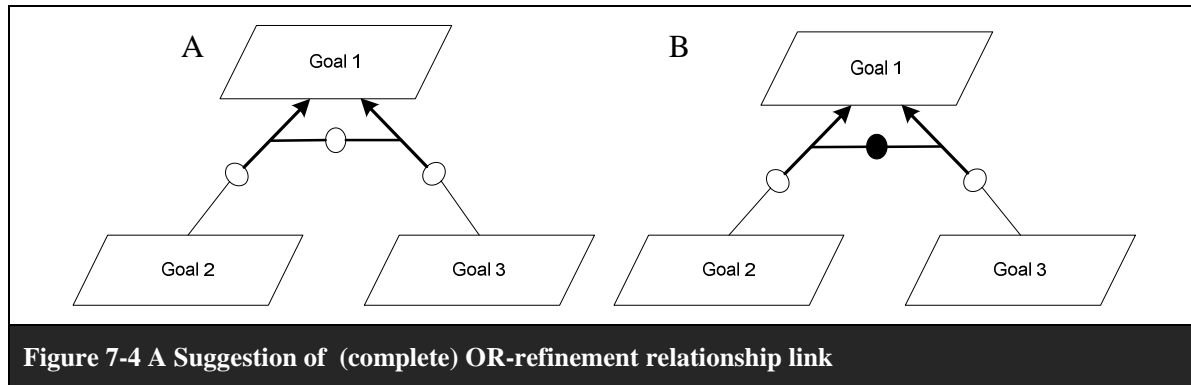 A
Goal 1
Goal 2
Goal 3
B
Goal 1
Goal 2
Goal 3
Figure 7-4 A Suggestion of (complete) OR-refinement relationship link